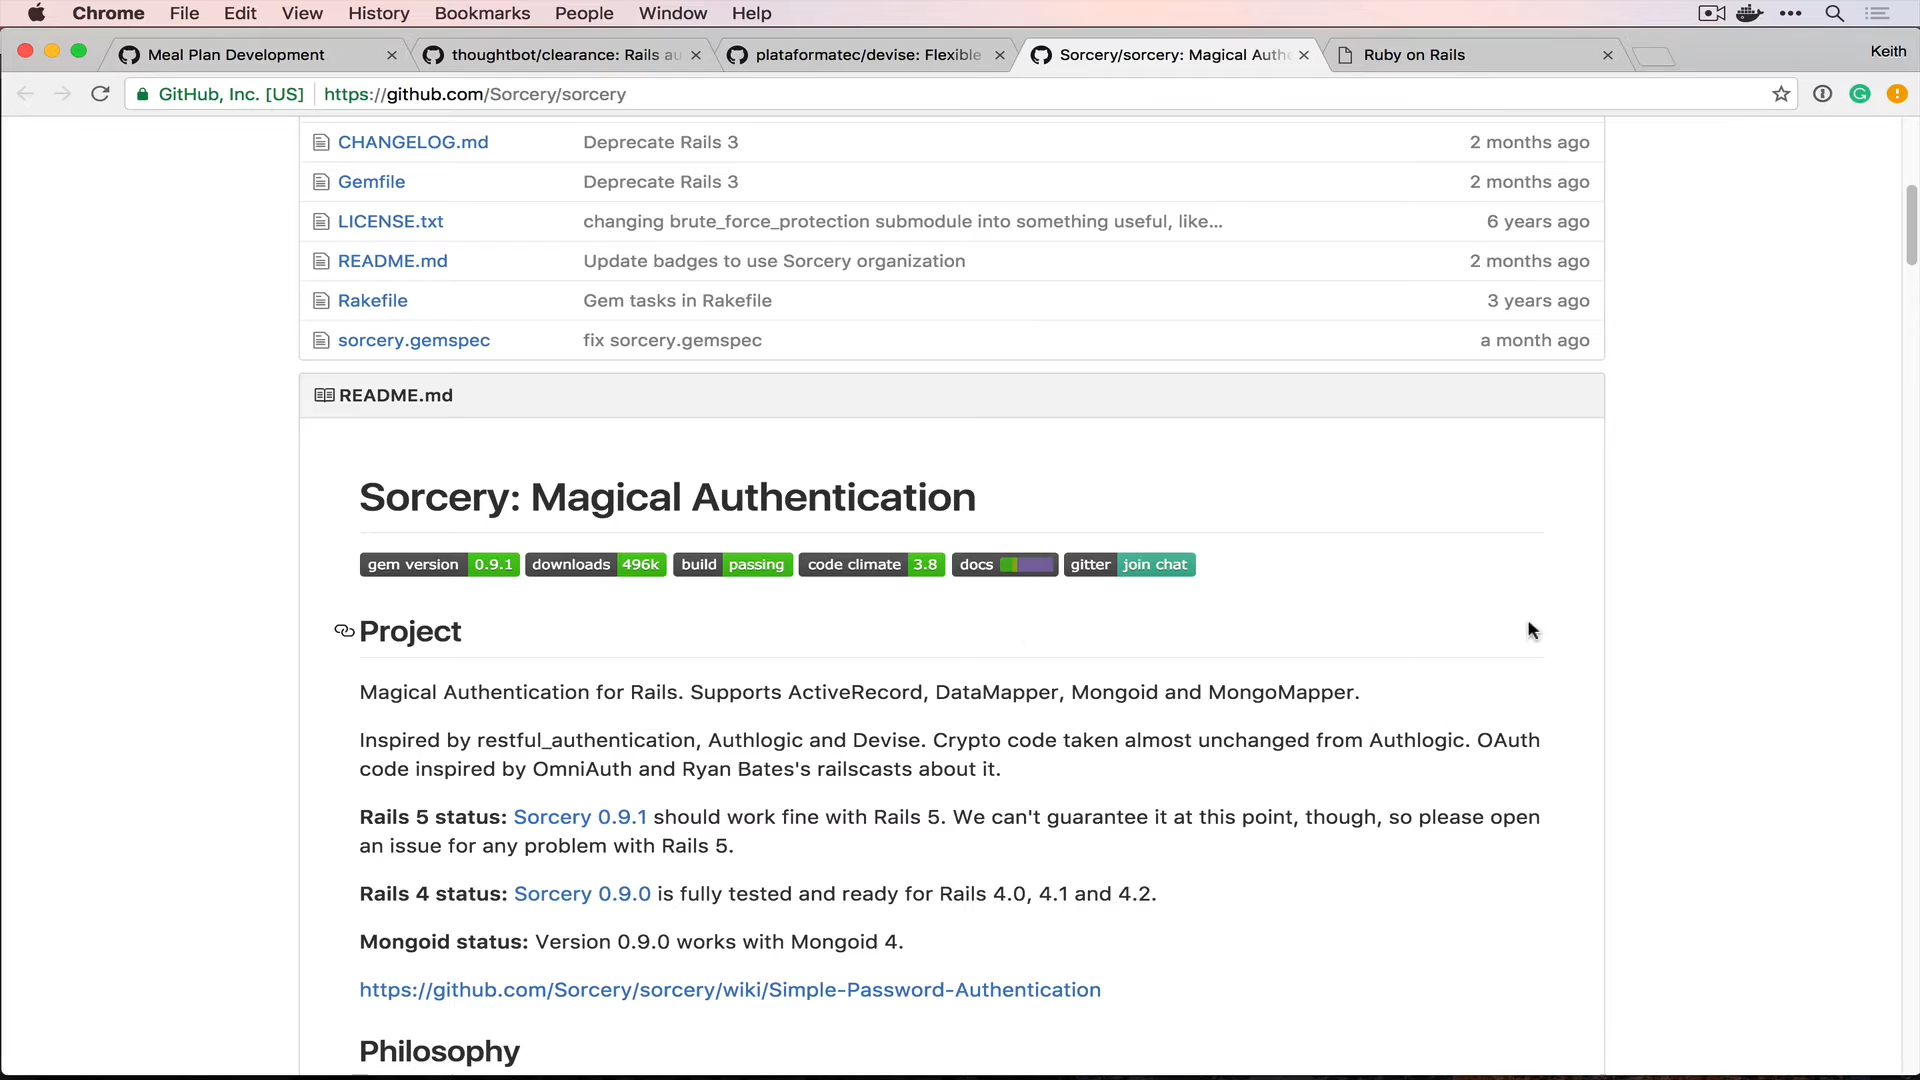 Chrome File Edit View History Bookmarks People Window Help
Meal Plan Development
thoughtbot/clearance: Rails au
plataformatec/devise: Flexible
Sorcery/sorcery: Magical Authe
Ruby on Rails
Keith
GitHub, Inc. [US] https://github.com/Sorcery/sorcery
CHANGELOG.md Deprecate Rails 3 2 months ago
Gemfile Deprecate Rails 3 2 months ago
LICENSE.txt changing brute_force_protection submodule into something useful, like... 6 years ago
README.md Update badges to use Sorcery organization 2 months ago
Rakefile Gem tasks in Rakefile 3 years ago
sorcery.gemspec fix sorcery.gemspec a month ago
README.md
Sorcery: Magical Authentication
gem version 0.9.1 downloads 496k build passing code climate 3.8 docs gitter join chat
Project
Magical Authentication for Rails. Supports ActiveRecord, DataMapper, Mongoid and MongoMapper.
Inspired by restful_authentication, Authlogic and Devise. Crypto code taken almost unchanged from Authlogic. OAuth
code inspired by OmniAuth and Ryan Bates's railscasts about it.
Rails 5 status: Sorcery 0.9.1 should work fine with Rails 5. We can't guarantee it at this point, though, so please open
an issue for any problem with Rails 5.
Rails 4 status: Sorcery 0.9.0 is fully tested and ready for Rails 4.0, 4.1 and 4.2.
Mongoid status: Version 0.9.0 works with Mongoid 4.
https://github.com/Sorcery/sorcery/wiki/Simple-Password-Authentication
Philosophy